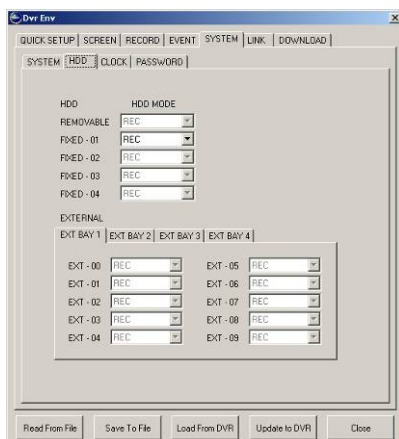 Dvr Env
QUICK SETUP SCREEN RECORD EVENT SYSTEM LINK DOWNLOAD
SYSTEM HDD CLOCK PASSWORD
HDD HDD MODE
REMOVABLE REC
FIXED - 01 REC
FIXED - 02 REC
FIXED - 03 REC
FIXED - 04 REC
EXTERNAL
EXT BAY 1 EXT BAY 2 EXT BAY 3 EXT BAY 4
EXT - 00 REC EXT - 05 REC
EXT - 01 REC EXT - 06 REC
EXT - 02 REC EXT - 07 REC
EXT - 03 REC EXT - 08 REC
EXT - 04 REC EXT - 09 REC
Read From File Save To File Load From DVR Update to DVR Close